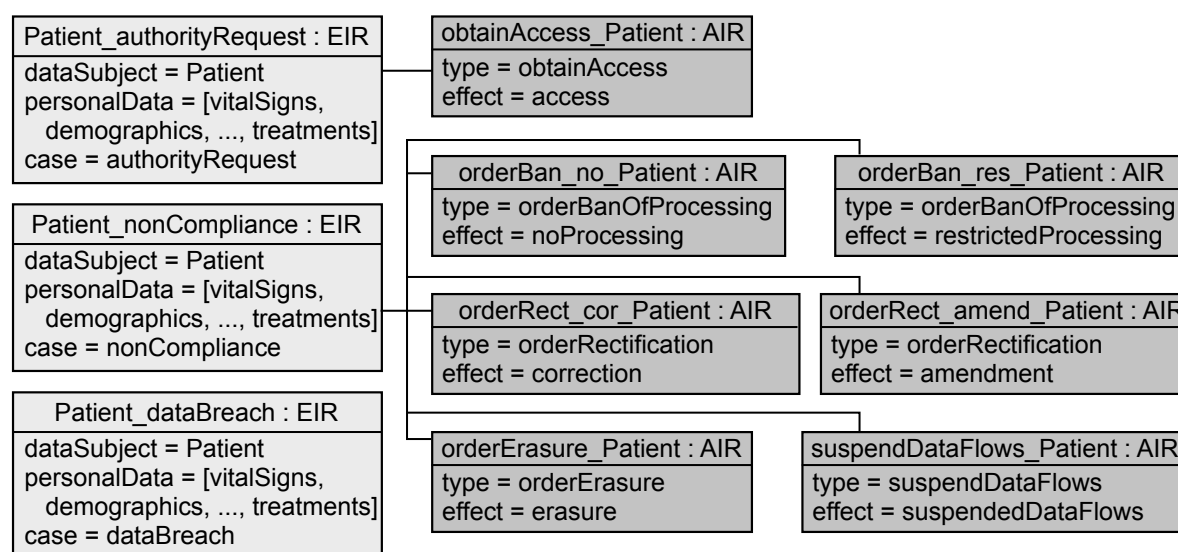 Patient_authorityRequest : EIR
dataSubject = Patient
personalData = [vitalSigns,
demographics, ..., treatments]
case = authorityRequest
obtainAccess_Patient : AIR
type = obtainAccess
effect = access
orderBan_no_Patient : AIR
type = orderBanOfProcessing
effect = noProcessing
orderBan_res_Patient : AIR
type = orderBanOfProcessing
effect = restrictedProcessing
Patient_nonCompliance : EIR
dataSubject = Patient
personalData = [vitalSigns,
demographics, ..., treatments]
case = nonCompliance
orderRect_cor_Patient : AIR
type = orderRectification
effect = correction
orderRect_amend_Patient : AIR
type = orderRectification
effect = amendment
Patient_dataBreach : EIR
dataSubject = Patient
personalData = [vitalSigns,
demographics, ..., treatments]
case = dataBreach
orderErasure_Patient : AIR
type = orderErasure
effect = erasure
suspendDataFlows_Patient : AIR
type = suspendDataFlows
effect = suspendedDataFlows